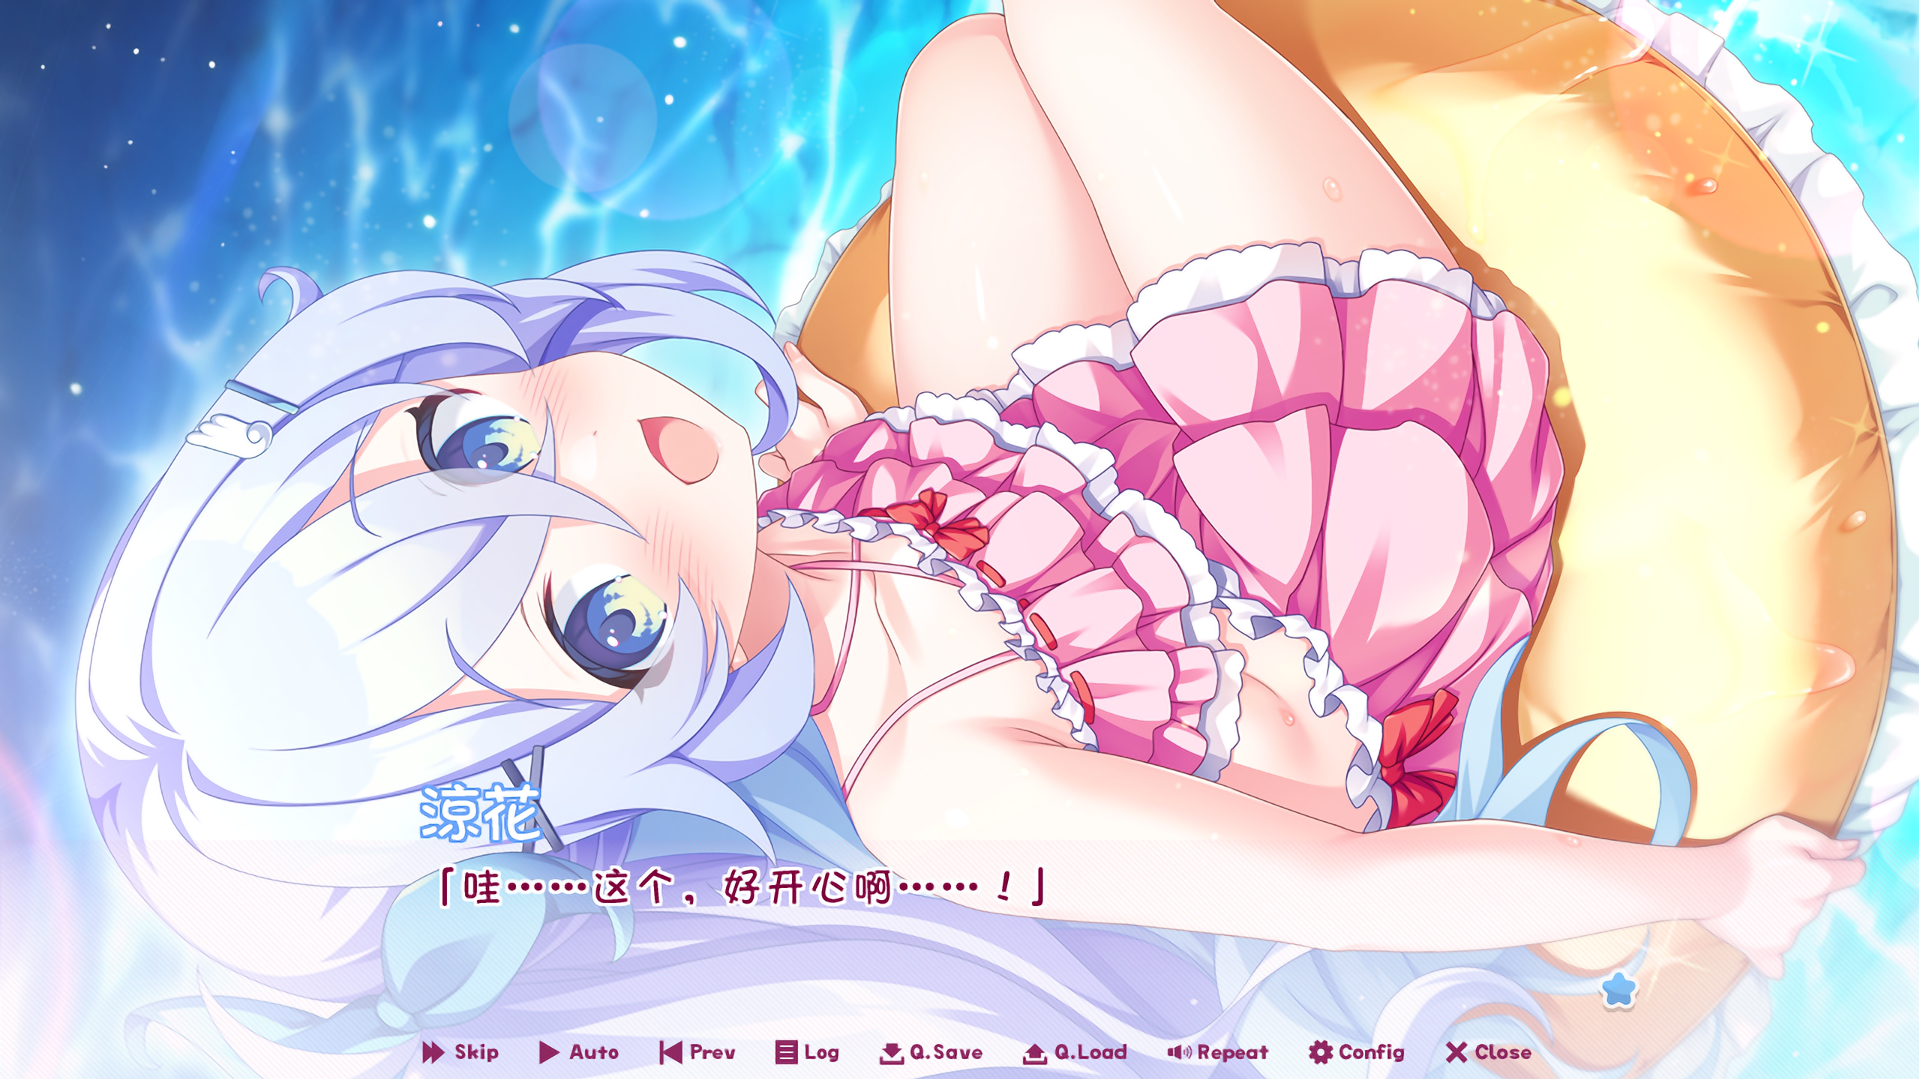 涼花
「哇……这个，好开心啊……！」
Skip Auto Prev Log Q.Save Q.Load Repeat Config Close